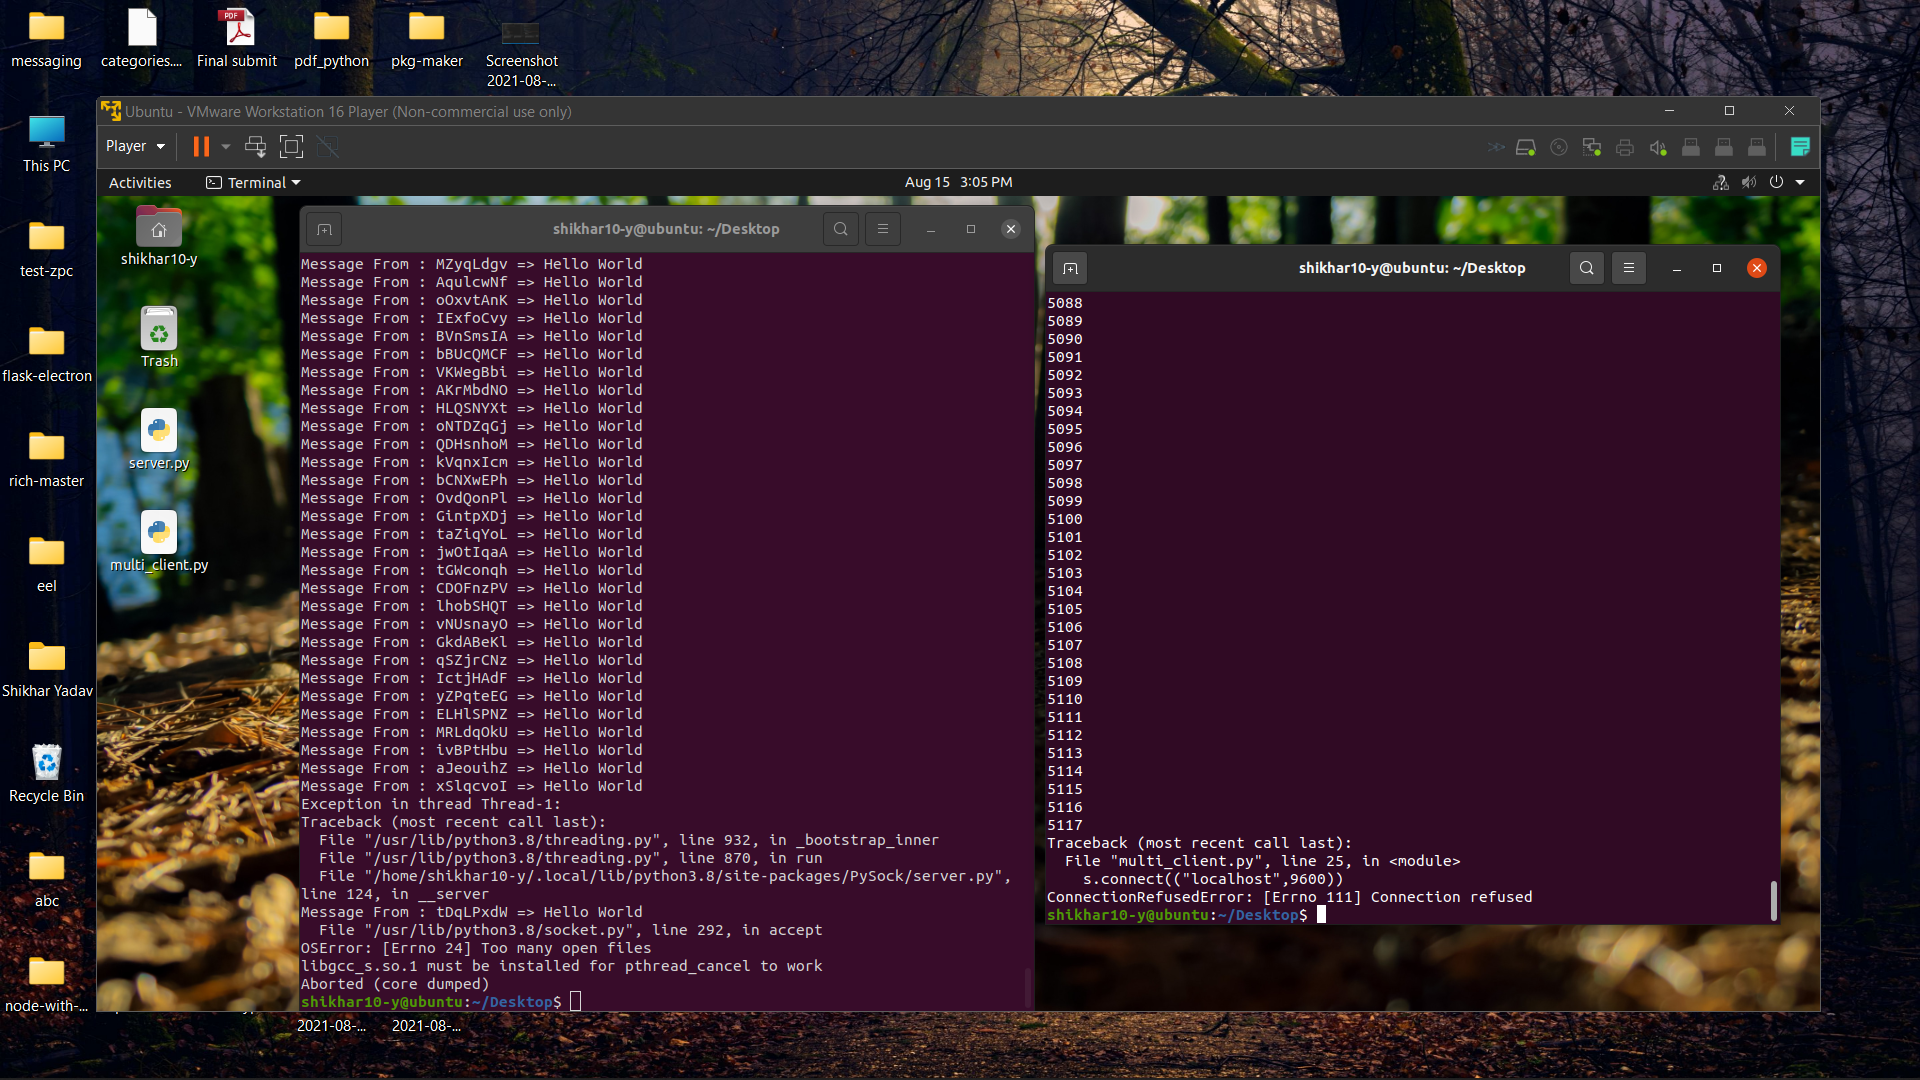 messaging
categories....
Final submit
pdf_python
pkg-maker
Screenshot
2021-08-...
PDF
This PC
test-zpc
flask-electron
rich-master
eel
Shikhar Yadav
Recycle Bin
abc
node-with-...
2021-08-...
2021-08-...
Ubuntu - VMware Workstation 16 Player (Non-commercial use only)
Player
Activities
Terminal
Aug 15 3:05 PM
shikhar10-y
Trash
server.py
multi_client.py
shikhar10-y@ubuntu: ~/Desktop
Message From : MZyqLdgv => Hello World
Message From : AqulcwNf => Hello World
Message From : oOxvtAnK => Hello World
Message From : IExfoCvy => Hello World
Message From : BVnSmsIA => Hello World
Message From : bBUcQMCF => Hello World
Message From : VKWegBbi => Hello World
Message From : AKrMbdNO => Hello World
Message From : HLQSNYXt => Hello World
Message From : oNTDZqGj => Hello World
Message From : QDHsnhoM => Hello World
Message From : kVqnxIcm => Hello World
Message From : bCNXwEPh => Hello World
Message From : OvdQonPl => Hello World
Message From : GintpXDj => Hello World
Message From : taZiqYoL => Hello World
Message From : jwOtIqaA => Hello World
Message From : tGWconqh => Hello World
Message From : CDOFnzPV => Hello World
Message From : lhobSHQT => Hello World
Message From : vNUsnayO => Hello World
Message From : GkdABeKl => Hello World
Message From : qSZjrCNz => Hello World
Message From : IctjHAdF => Hello World
Message From : yZPqteEG => Hello World
Message From : ELHlSPNZ => Hello World
Message From : MRLdqOkU => Hello World
Message From : ivBPtHbu => Hello World
Message From : aJeouihZ => Hello World
Message From : xSlqcvoI => Hello World
Exception in thread Thread-1:
Traceback (most recent call last):
  File "/usr/lib/python3.8/threading.py", line 932, in _bootstrap_inner
  File "/usr/lib/python3.8/threading.py", line 870, in run
  File "/home/shikhar10-y/.local/lib/python3.8/site-packages/PySock/server.py",
line 124, in __server
Message From : tDqLPxdW => Hello World
  File "/usr/lib/python3.8/socket.py", line 292, in accept
OSError: [Errno 24] Too many open files
libgcc_s.so.1 must be installed for pthread_cancel to work
Aborted (core dumped)
shikhar10-y@ubuntu:~/Desktop$
shikhar10-y@ubuntu: ~/Desktop
5088
5089
5090
5091
5092
5093
5094
5095
5096
5097
5098
5099
5100
5101
5102
5103
5104
5105
5106
5107
5108
5109
5110
5111
5112
5113
5114
5115
5116
5117
Traceback (most recent call last):
  File "multi_client.py", line 25, in <module>
    s.connect(("localhost",9600))
ConnectionRefusedError: [Errno 111] Connection refused
shikhar10-y@ubuntu:~/Desktop$